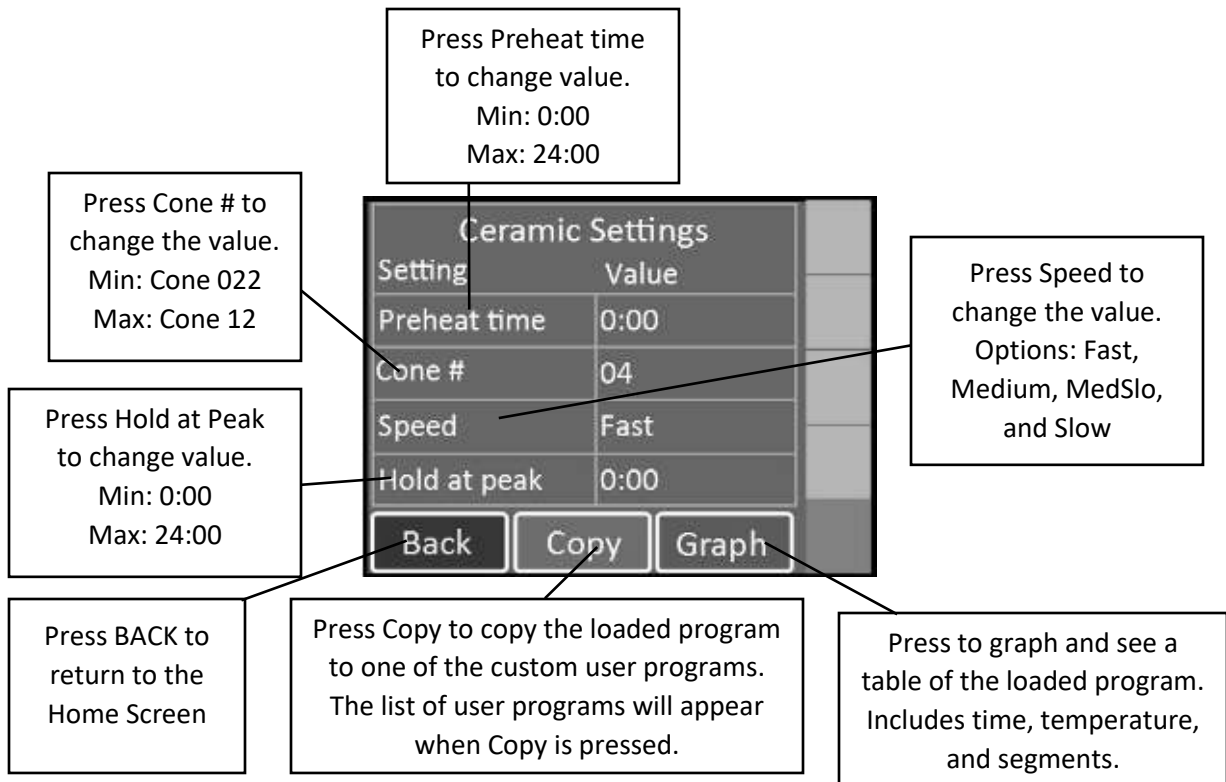 Press Preheat time
to change value.
Min: 0:00
Max: 24:00
Press Cone # to
change the value.
Min: Cone 022
Max: Cone 12
Press Hold at Peak
to change value.
Min: 0:00
Max: 24:00
Ceramic Settings
Setting Value
Preheat time 0:00
Cone # 04
Speed Fast
Hold at peak 0:00
Back Copy Graph
Press Speed to
change the value.
Options: Fast,
Medium, MedSlo,
and Slow
Press BACK to
return to the
Home Screen
Press Copy to copy the loaded program
to one of the custom user programs.
The list of user programs will appear
when Copy is pressed.
Press to graph and see a
table of the loaded program.
Includes time, temperature,
and segments.